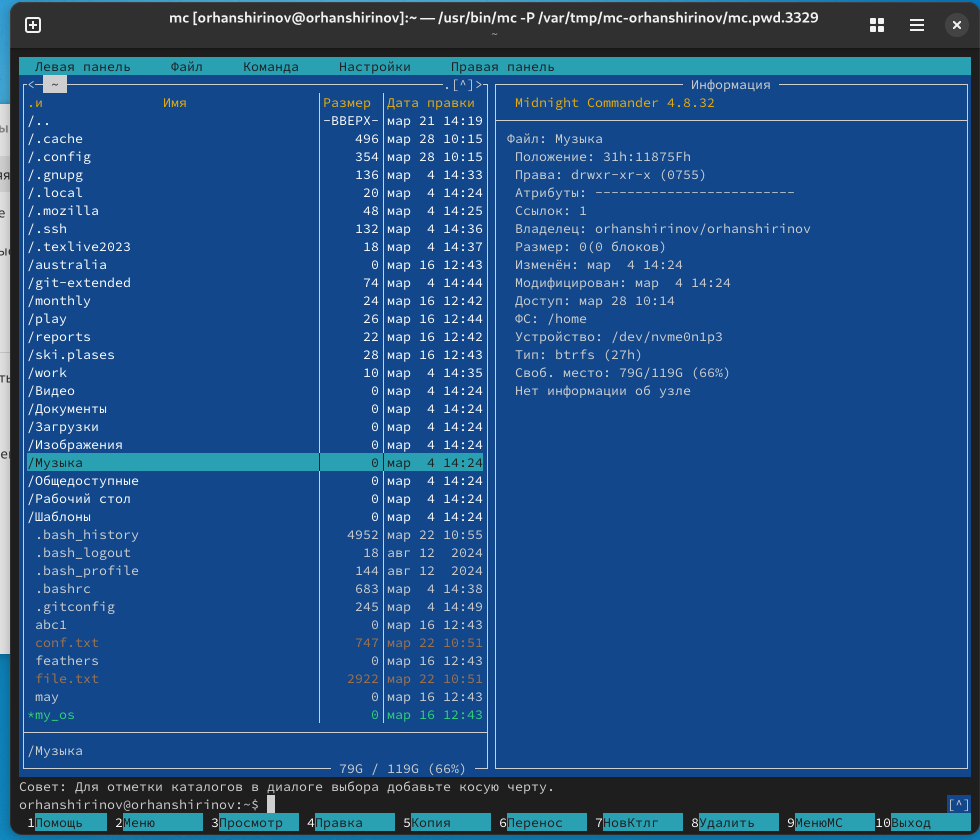 mc [orhanshirinov@orhanshirinov]:~ — /usr/bin/mc -P /var/tmp/mc-orhanshirinov/mc.pwd.3329
~
Левая панель Файл Команда Настройки Правая панель
<─ ~ ─.[^]>
.и Имя Размер Дата правки
/.. -ВВЕРХ- мар 21 14:19
/.cache 496 мар 28 10:15
/.config 354 мар 28 10:15
/.gnupg 136 мар 4 14:33
/.local 20 мар 4 14:24
/.mozilla 48 мар 4 14:25
/.ssh 132 мар 4 14:36
/.texlive2023 18 мар 4 14:37
/australia 0 мар 16 12:43
/git-extended 74 мар 4 14:44
/monthly 24 мар 16 12:42
/play 26 мар 16 12:44
/reports 22 мар 16 12:42
/ski.plases 28 мар 16 12:43
/work 10 мар 4 14:35
/Видео 0 мар 4 14:24
/Документы 0 мар 4 14:24
/Загрузки 0 мар 4 14:24
/Изображения 0 мар 4 14:24
/Музыка 0 мар 4 14:24
/Общедоступные 0 мар 4 14:24
/Рабочий стол 0 мар 4 14:24
/Шаблоны 0 мар 4 14:24
.bash_history 4952 мар 22 10:55
.bash_logout 18 авг 12 2024
.bash_profile 144 авг 12 2024
.bashrc 683 мар 4 14:38
.gitconfig 245 мар 4 14:49
abc1 0 мар 16 12:43
conf.txt 747 мар 22 10:51
feathers 0 мар 16 12:43
file.txt 2922 мар 22 10:51
may 0 мар 16 12:43
*my_os 0 мар 16 12:43
/Музыка
79G / 119G (66%)
Информация
Midnight Commander 4.8.32
Файл: Музыка
Положение: 31h:11875Fh
Права: drwxr-xr-x (0755)
Атрибуты: -------------------------
Ссылок: 1
Владелец: orhanshirinov/orhanshirinov
Размер: 0(0 блоков)
Изменён: мар 4 14:24
Модифицирован: мар 4 14:24
Доступ: мар 28 10:14
ФС: /home
Устройство: /dev/nvme0n1p3
Тип: btrfs (27h)
Своб. место: 79G/119G (66%)
Нет информации об узле
Совет: Для отметки каталогов в диалоге выбора добавьте косую черту.
orhanshirinov@orhanshirinov:~$ [^]
1Помощь 2Меню 3Просмотр 4Правка 5Копия 6Перенос 7НовКтлг 8Удалить 9МенюMC 10Выход